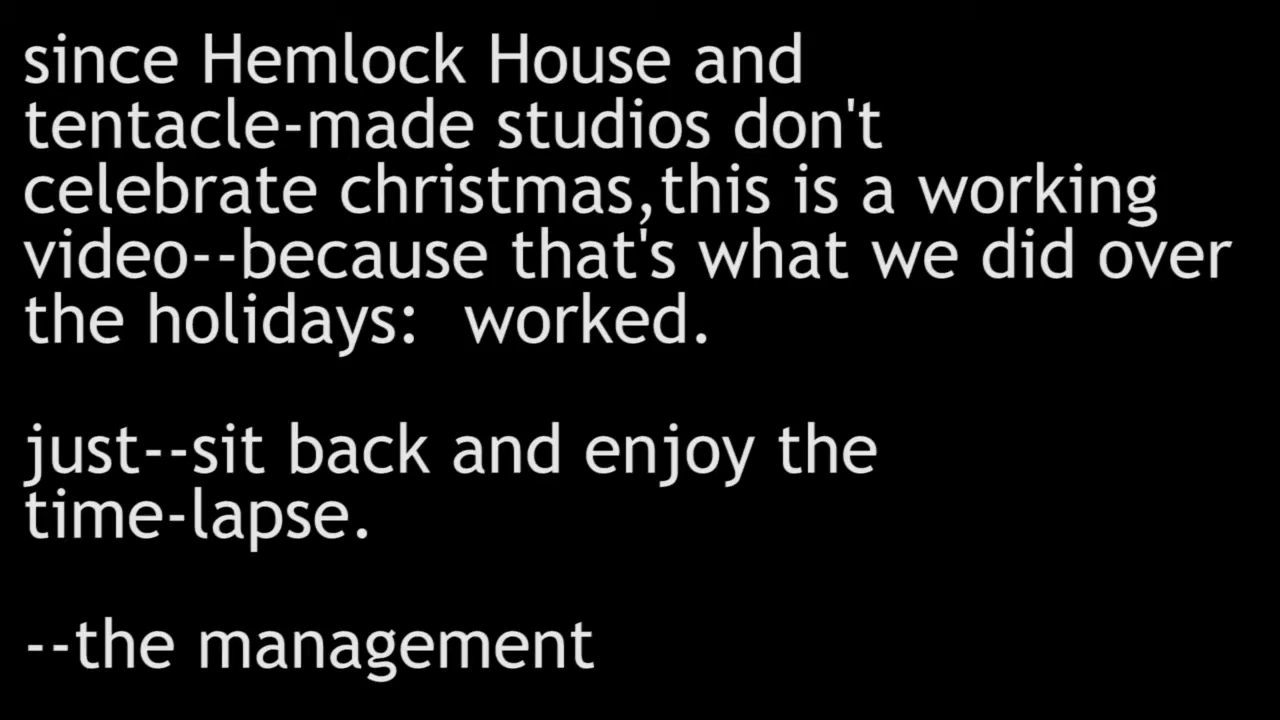 since Hemlock House and
tentacle-made studios don't
celebrate christmas,this is a working
video--because that's what we did over
the holidays:  worked.
just--sit back and enjoy the
time-lapse.
--the management